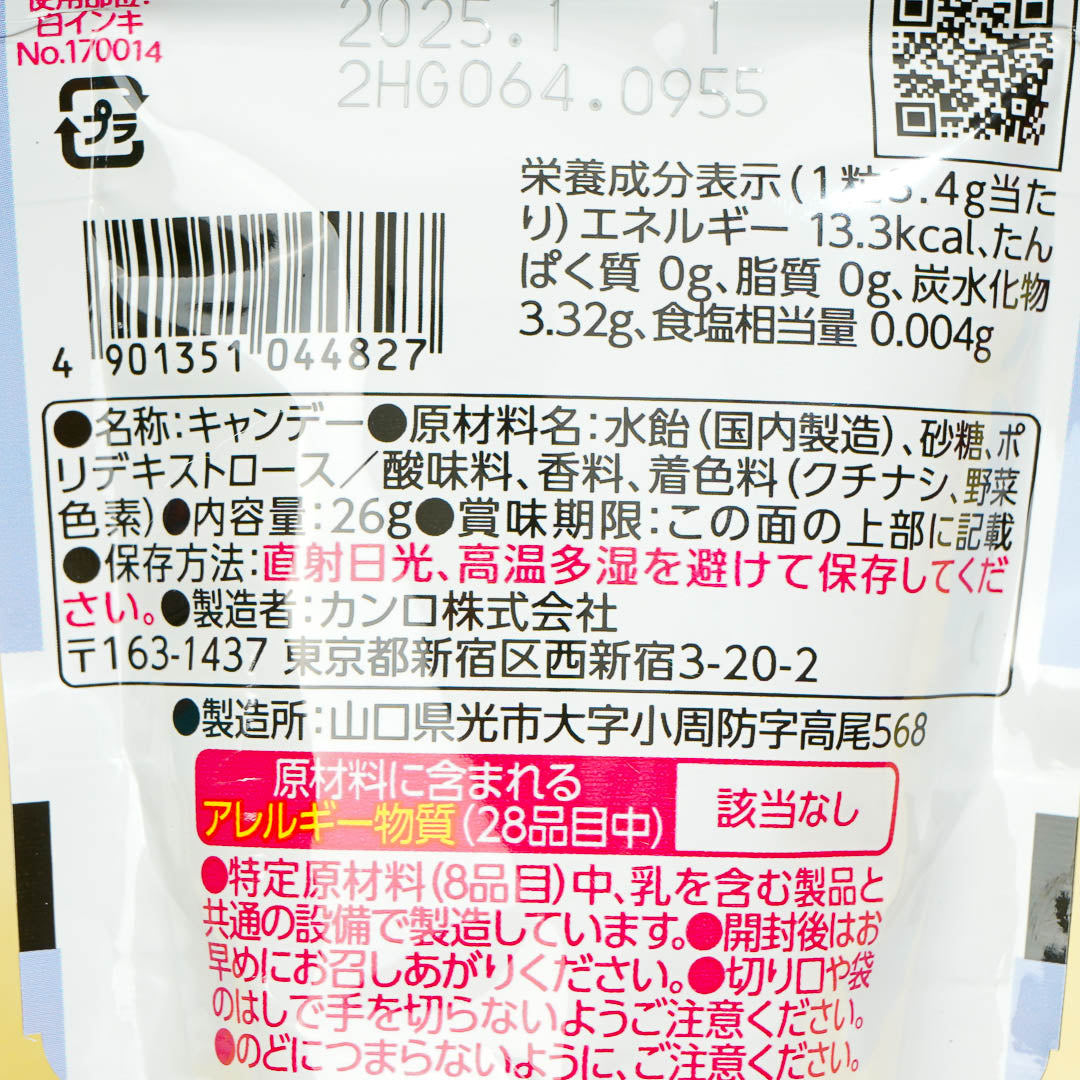 使用部位:
白インキ
No.170014
プラ
2025.1 1
2HG064.0955
栄養成分表示(1粒3.4g当た
り)エネルギー 13.3kcal、たん
ぱく質 0g、脂質 0g、炭水化物
3.32g、食塩相当量 0.004g
4 901351 044827
●名称:キャンデー●原材料名:水飴(国内製造)、砂糖、ポ
リデキストロース/酸味料、香料、着色料(クチナシ、野菜
色素)●内容量:26g●賞味期限:この面の上部に記載
●保存方法:直射日光、高温多湿を避けて保存してくだ
さい。●製造者:カンロ株式会社
〒163-1437 東京都新宿区西新宿3-20-2
●製造所:山口県光市大字小周防字高尾568
原材料に含まれる
アレルギー物質(28品目中)
該当なし
●特定原材料(8品目)中、乳を含む製品と
共通の設備で製造しています。●開封後はお
早めにお召しあがりください。●切り口や袋
のはしで手を切らないようご注意ください。
●のどにつまらないように、ご注意ください。